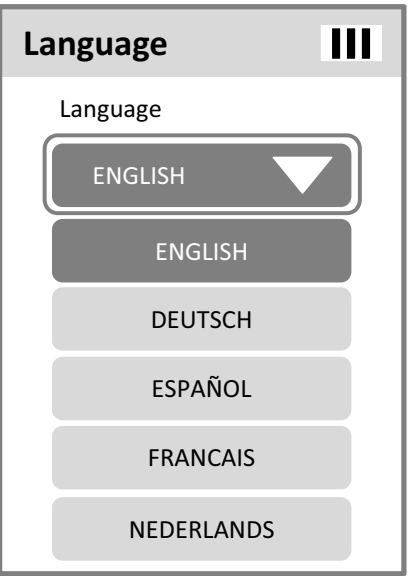 Language
Language
ENGLISH
ENGLISH
DEUTSCH
ESPAÑOL
FRANCAIS
NEDERLANDS